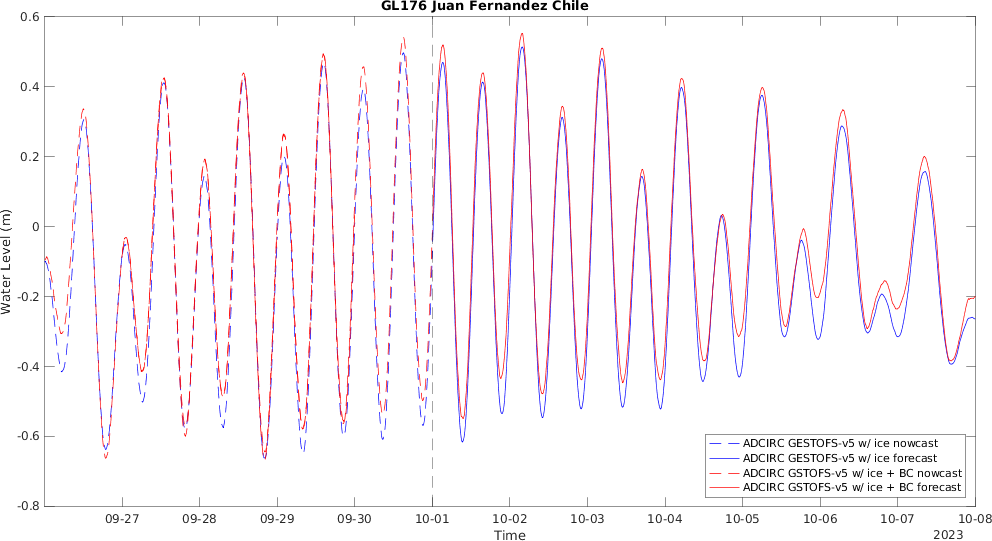 GL176 Juan Fernandez Chile
0.6
0.4
0.2
0
-0.2
-0.4
-0.6
-0.8
Water Level (m)
ADCIRC GESTOFS-v5 w/ ice nowcast
ADCIRC GESTOFS-v5 w/ ice forecast
ADCIRC GSTOFS-v5 w/ ice + BC nowcast
ADCIRC GSTOFS-v5 w/ ice + BC forecast
09-27 09-28 09-29 09-30 10-01 10-02 10-03 10-04 10-05 10-06 10-07 10-08
Time
2023